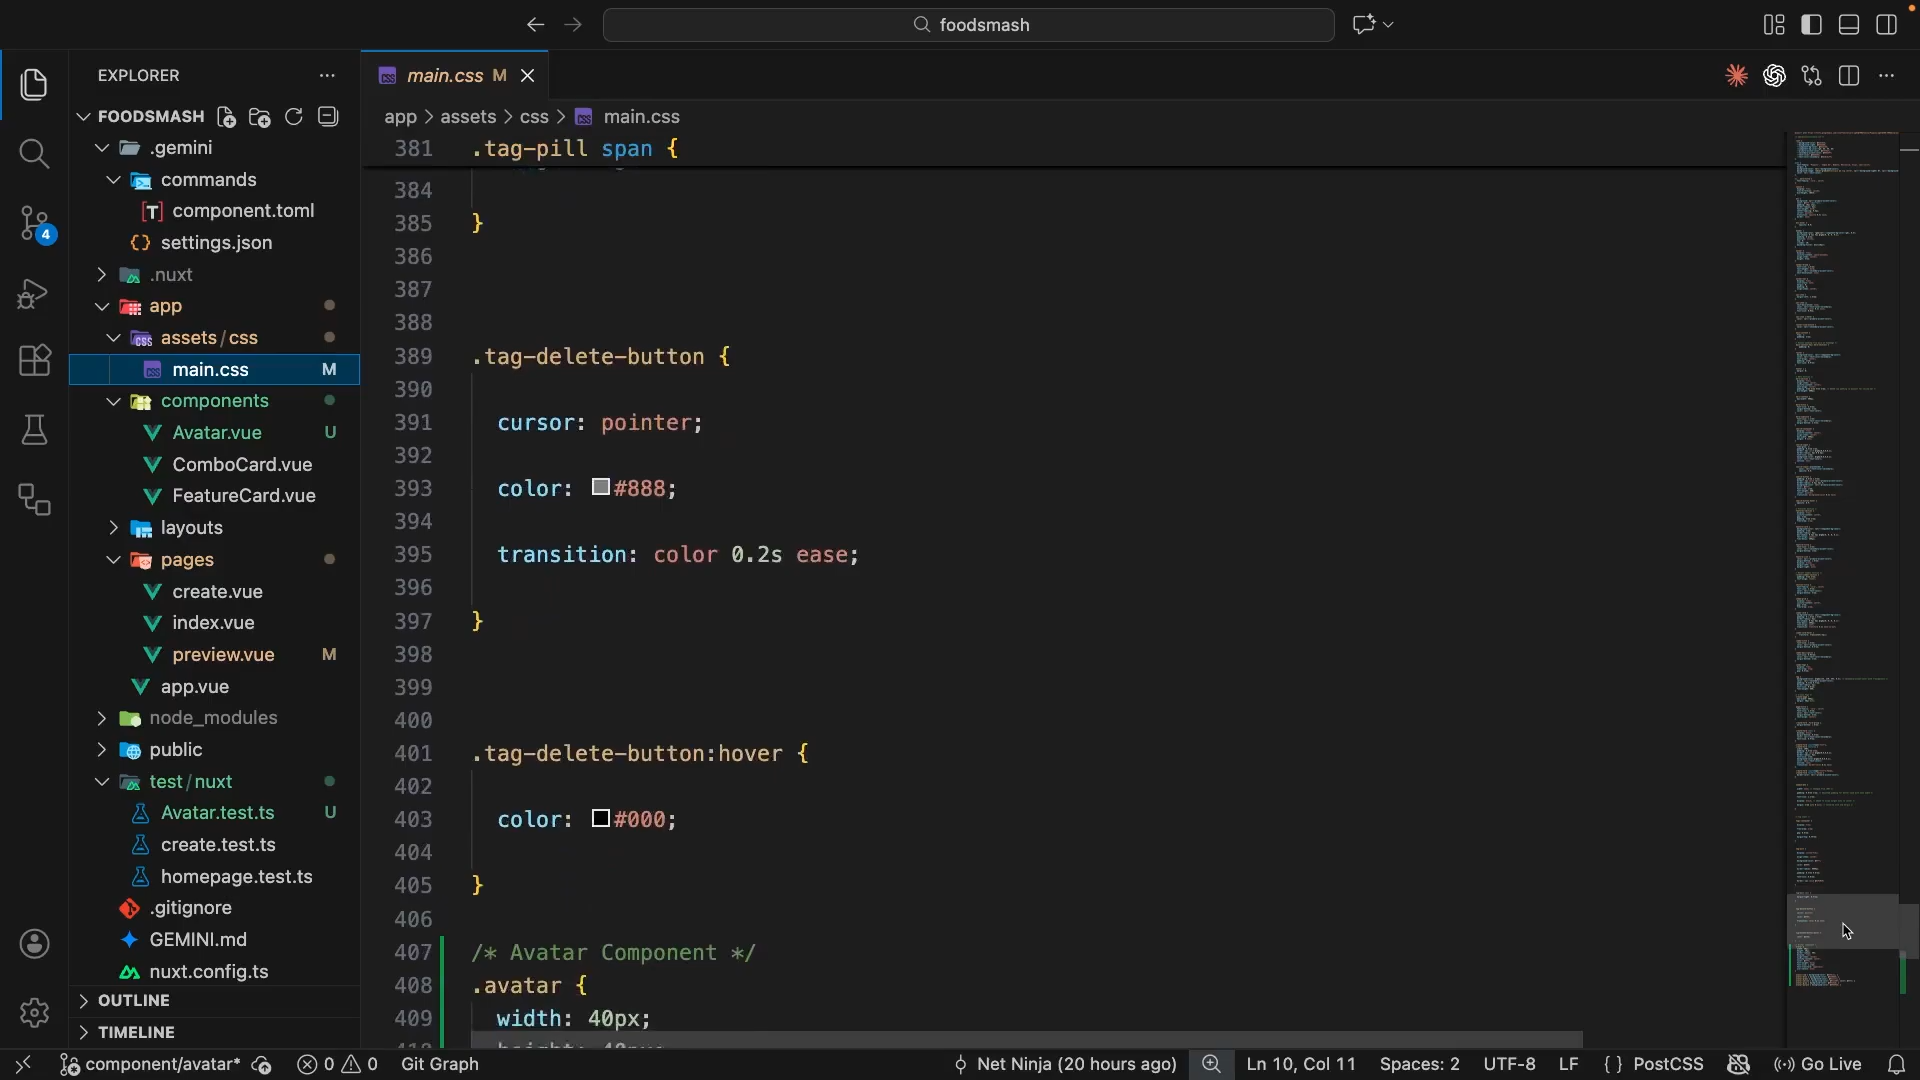 foodsmash
EXPLORER
main.css M
FOODSMASH
app > assets > css > main.css
.gemini
commands
component.toml
settings.json
.nuxt
app
assets/css
main.css M
components
Avatar.vue U
ComboCard.vue
FeatureCard.vue
layouts
pages
create.vue
index.vue
preview.vue M
app.vue
node_modules
public
test/nuxt
Avatar.test.ts U
create.test.ts
homepage.test.ts
.gitignore
GEMINI.md
nuxt.config.ts
OUTLINE
TIMELINE
4
381 .tag-pill span {
384
385 }
386
387
388
389 .tag-delete-button {
390
391 cursor: pointer;
392
393 color: #888;
394
395 transition: color 0.2s ease;
396
397 }
398
399
400
401 .tag-delete-button:hover {
402
403 color: #000;
404
405 }
406
407 /* Avatar Component */
408 .avatar {
409 width: 40px;
component/avatar* 0 0 Git Graph Net Ninja (20 hours ago) Ln 10, Col 11 Spaces: 2 UTF-8 LF { } PostCSS Go Live